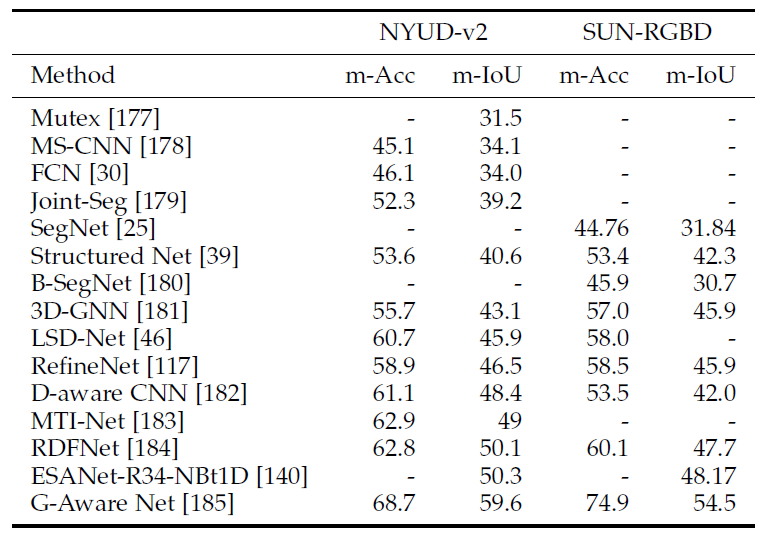 NYUD-v2 SUN-RGBD
Method m-Acc m-IoU m-Acc m-IoU
Mutex [177] - 31.5 - -
MS-CNN [178] 45.1 34.1 - -
FCN [30] 46.1 34.0 - -
Joint-Seg [179] 52.3 39.2 - -
SegNet [25] - - 44.76 31.84
Structured Net [39] 53.6 40.6 53.4 42.3
B-SegNet [180] - - 45.9 30.7
3D-GNN [181] 55.7 43.1 57.0 45.9
LSD-Net [46] 60.7 45.9 58.0 -
RefineNet [117] 58.9 46.5 58.5 45.9
D-aware CNN [182] 61.1 48.4 53.5 42.0
MTI-Net [183] 62.9 49 - -
RDFNet [184] 62.8 50.1 60.1 47.7
ESANet-R34-NBt1D [140] - 50.3 - 48.17
G-Aware Net [185] 68.7 59.6 74.9 54.5